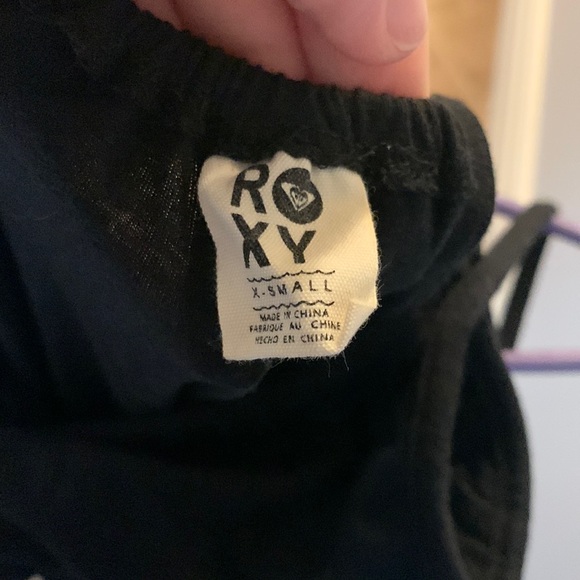 RO
XY
X-SMALL
MADE IN CHINA
FABRIQUE AU CHINE
HECHO EN CHINA